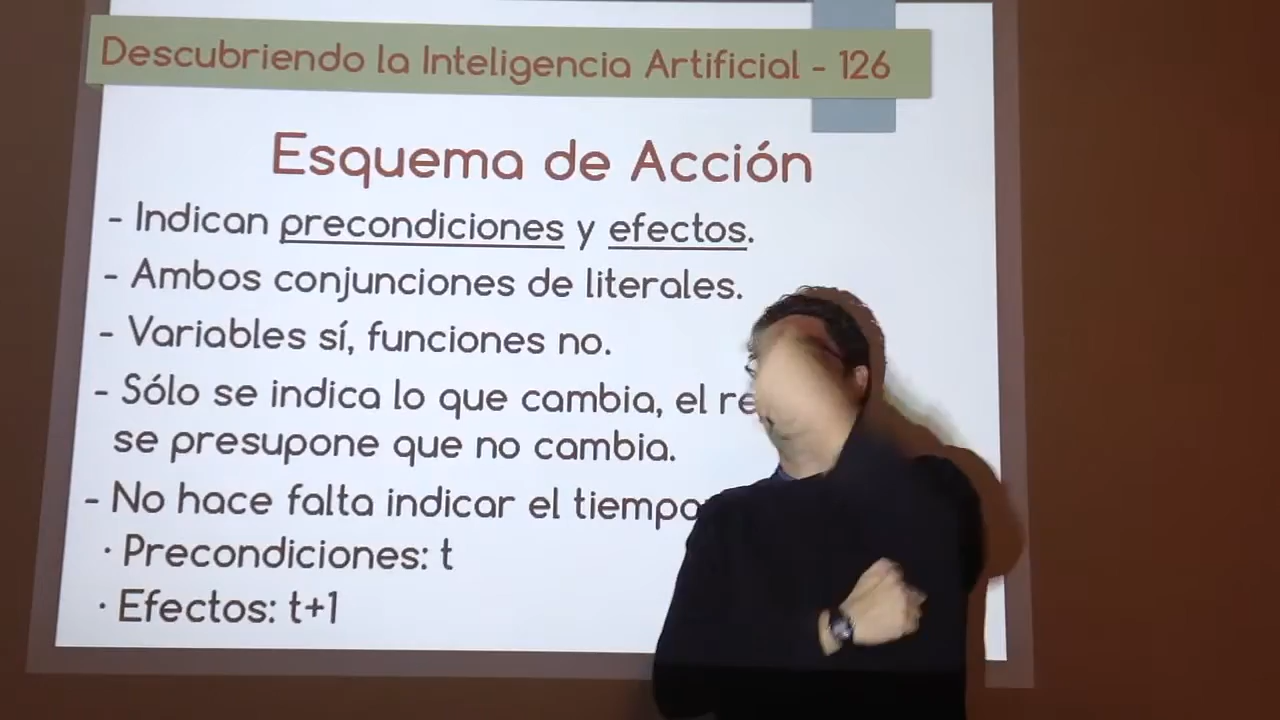 Descubriendo la Inteligencia Artificial - 126
Esquema de Acción
- Indican precondiciones y efectos.
- Ambos conjunciones de literales.
- Variables sí, funciones no.
- Sólo se indica lo que cambia, el
se presupone que no cambia.
- No hace falta indicar el tiempo
· Precondiciones: t
· Efectos: t+1